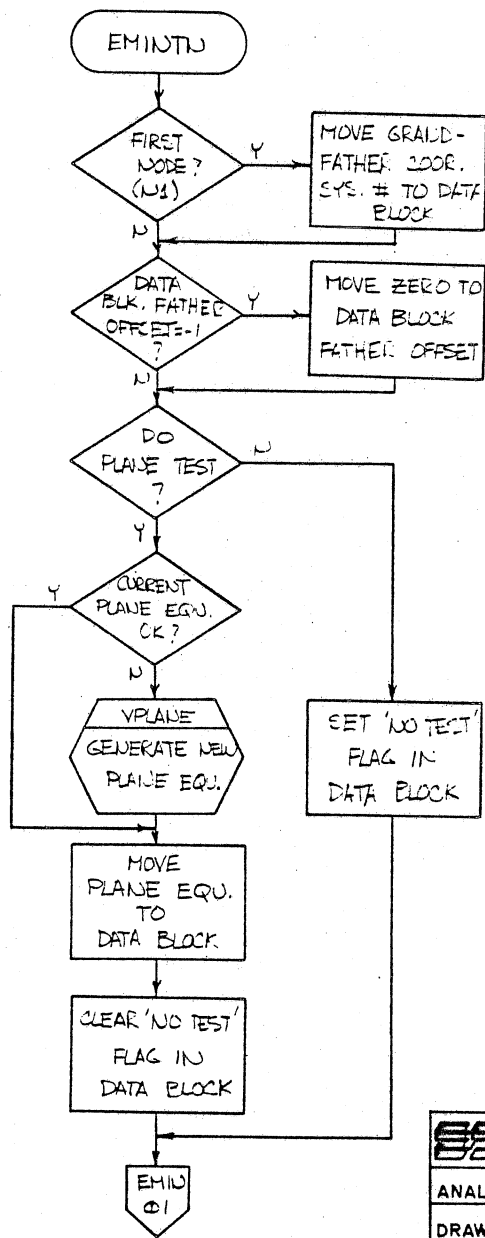 EMINTN
FIRST
NODE?
(N1)
Y
MOVE GRAND-
FATHER COOR.
SYS. # TO DATA
BLOCK
N
DATA
BLK. FATHER
OFFSET=-1
?
Y
MOVE ZERO TO
DATA BLOCK
FATHER OFFSET
N
DO
PLANE TEST
?
N
Y
CURRENT
PLANE EQU.
OK?
Y
N
VPLANE
GENERATE NEW
PLANE EQU.
SET 'NO TEST'
FLAG IN
DATA BLOCK
MOVE
PLANE EQU.
TO
DATA BLOCK
CLEAR 'NO TEST'
FLAG IN
DATA BLOCK
EMIN
01
ANAL
DRAW